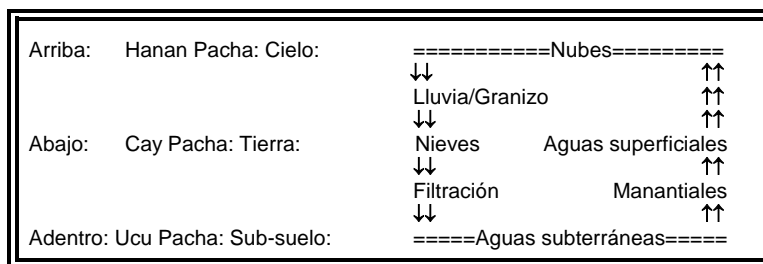 Arriba: Hanan Pacha: Cielo: ===========Nubes=========
↓↓ ↑↑
Lluvia/Granizo ↑↑
↓↓ ↑↑
Abajo: Cay Pacha: Tierra: Nieves Aguas superficiales
↓↓ ↑↑
Filtración Manantiales
↓↓ ↑↑
Adentro: Ucu Pacha: Sub-suelo: =====Aguas subterráneas=====